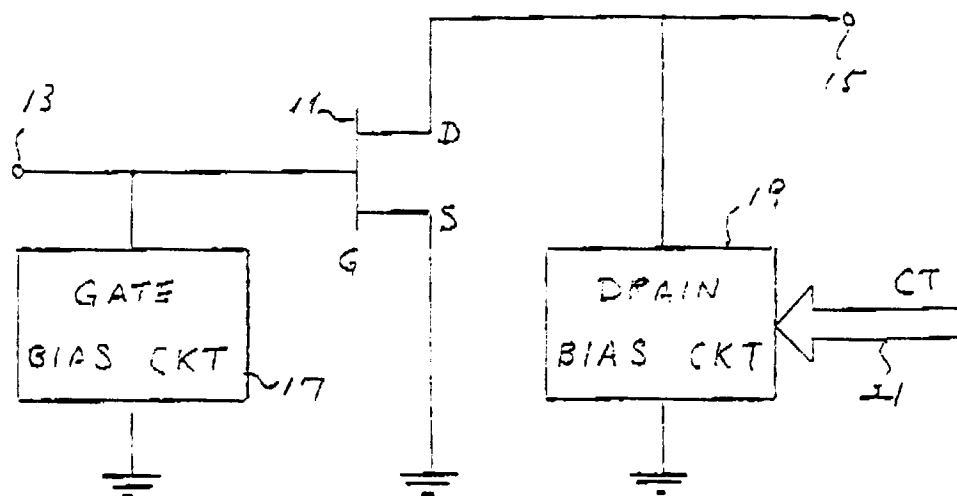 13
11
15
D
S
G
19
GATE
BIAS CKT
17
DRAIN
BIAS CKT
CT
21